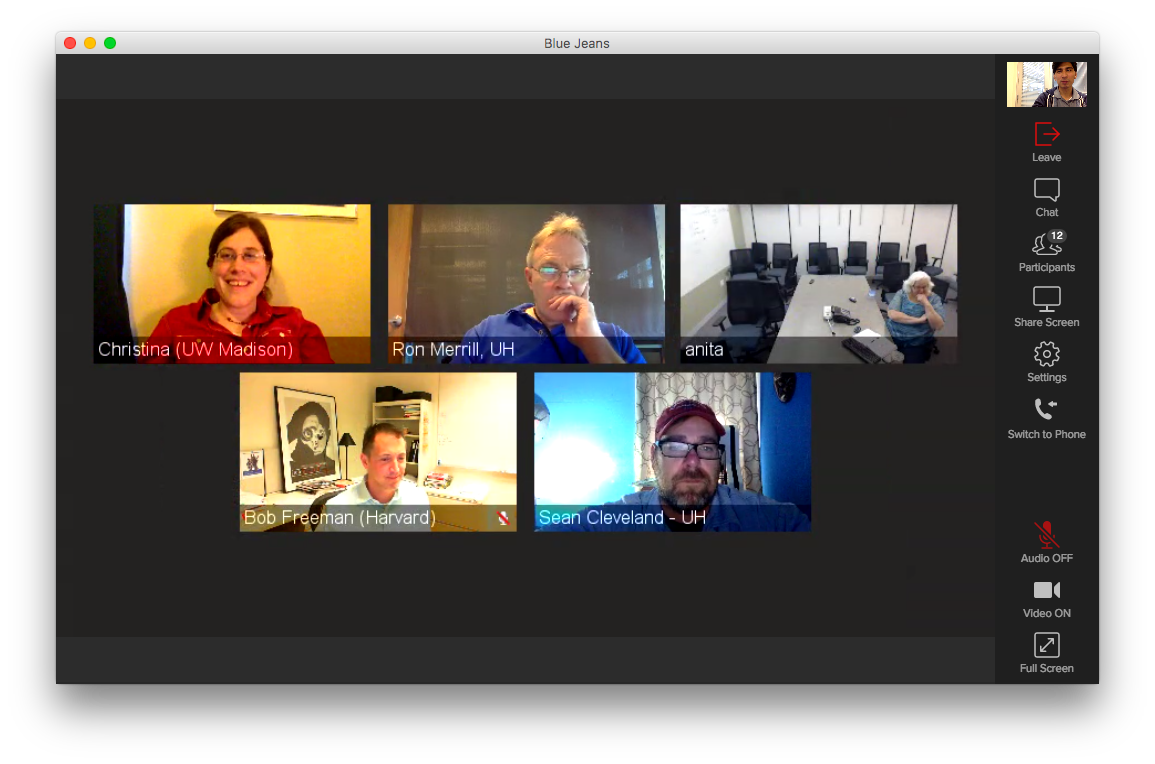 Blue Jeans
Leave
Chat
12
Participants
Share Screen
Settings
Switch to Phone
Christina (UW Madison)
Ron Merrill, UH
anita
Bob Freeman (Harvard)
Sean Cleveland - UH
Audio OFF
Video ON
Full Screen